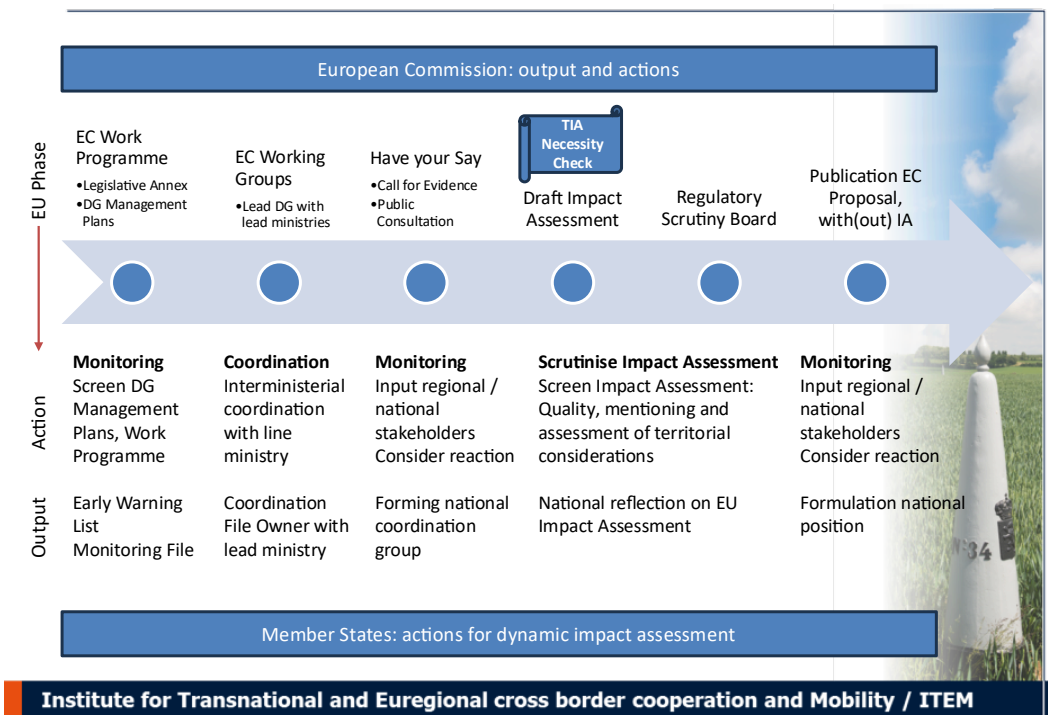 European Commission: output and actions
EU Phase
EC Work
Programme
•Legislative Annex
•DG Management
Plans
EC Working
Groups
•Lead DG with
lead ministries
Have your Say
•Call for Evidence
•Public
Consultation
TIA
Necessity
Check
Draft Impact
Assessment
Regulatory
Scrutiny Board
Publication EC
Proposal,
with(out) IA
Action
Monitoring
Screen DG
Management
Plans, Work
Programme
Coordination
Interministerial
coordination
with line
ministry
Monitoring
Input regional /
national
stakeholders
Consider reaction
Scrutinise Impact Assessment
Screen Impact Assessment:
Quality, mentioning and
assessment of territorial
considerations
Monitoring
Input regional /
national
stakeholders
Consider reaction
Output
Early Warning
List
Monitoring File
Coordination
File Owner with
lead ministry
Forming national
coordination
group
National reflection on EU
Impact Assessment
Formulation national
position
Nº34
Member States: actions for dynamic impact assessment
Institute for Transnational and Euregional cross border cooperation and Mobility / ITEM